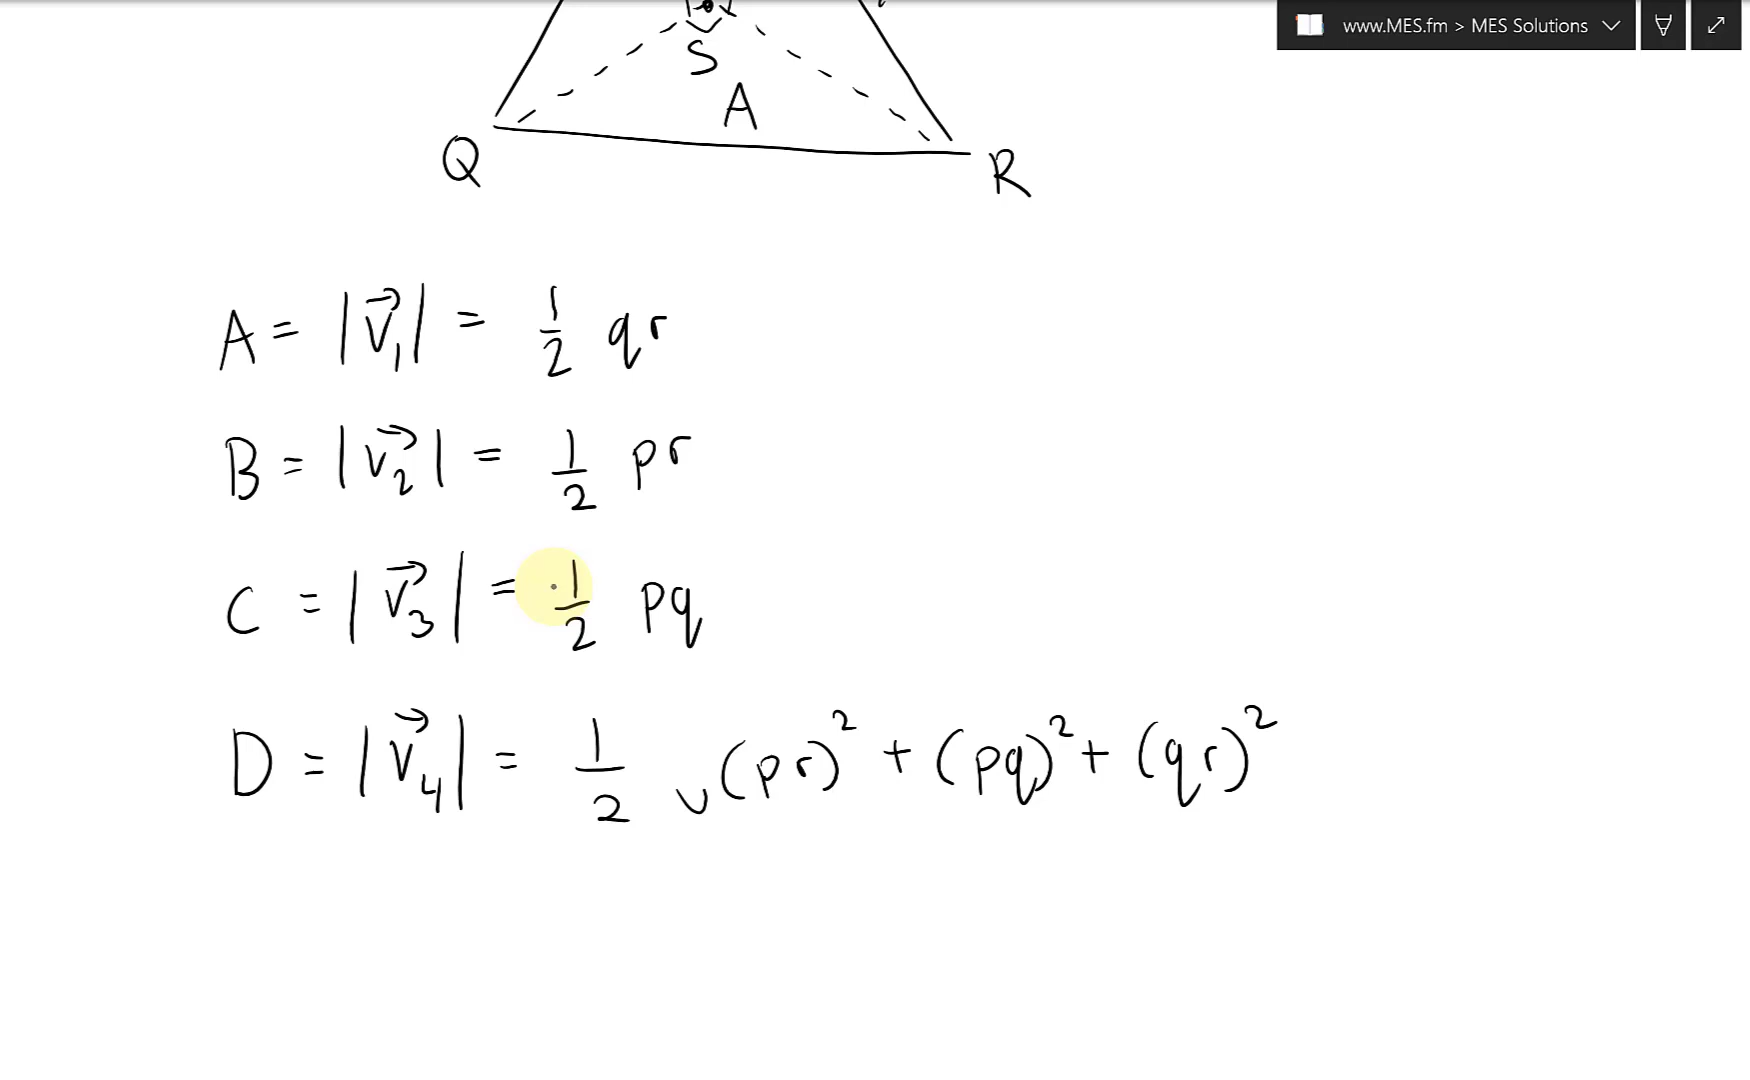 www.MES.fm > MES Solutions
S
A
Q
R
A = |v⃗₁| = 1/2 qr
B = |v⃗₂| = 1/2 pr
C = |v⃗₃| = 1/2 pq
D = |v⃗₄| = 1/2 √(pr)² + (pq)² + (qr)²